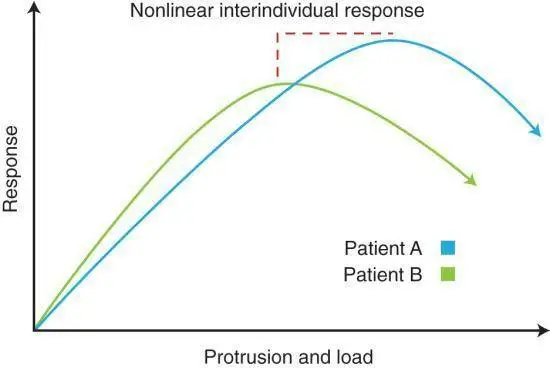 Nonlinear interindividual response
Response
Patient A
Patient B
Protrusion and load